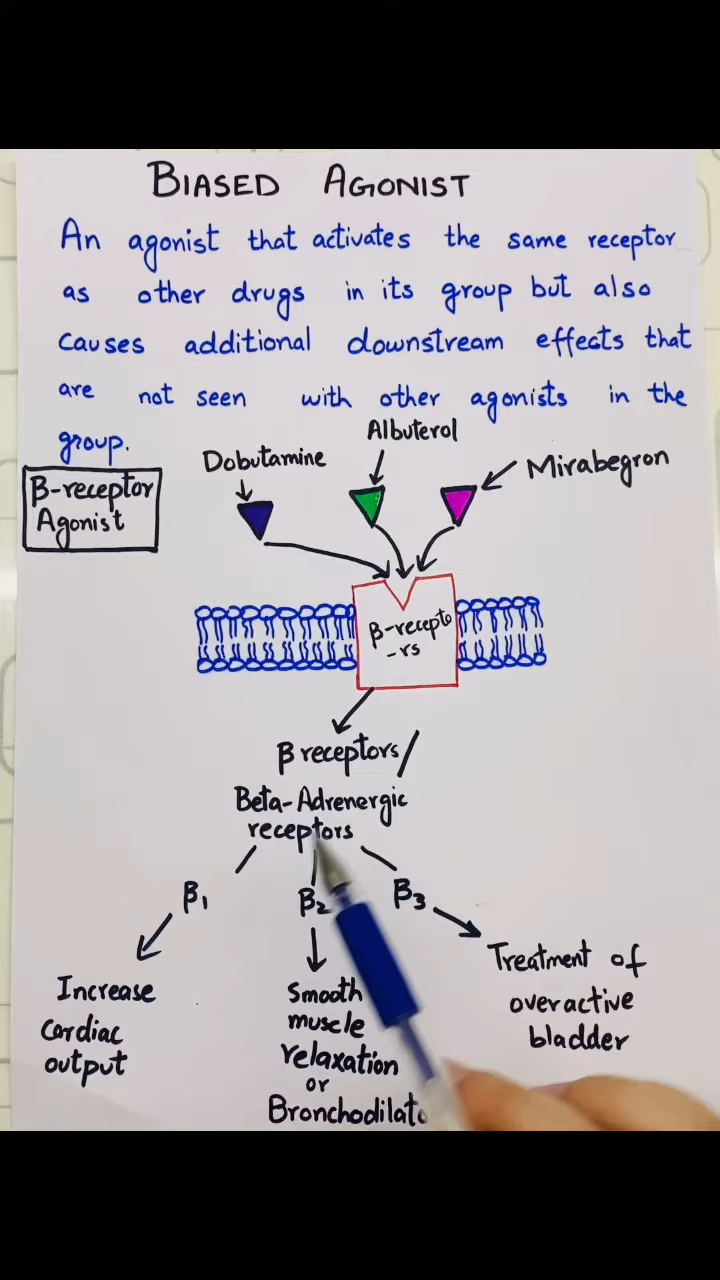 BIASED AGONIST
An agonist that activates the same receptor
as other drugs in its group but also
causes additional downstream effects that
are not seen with other agonists in the
group.
Albuterol
Dobutamine
Mirabegron
β-receptor
Agonist
β-recepto
-rs
β receptors/
Beta-Adrenergic
receptors
β1
β2
β3
Increase
cardiac
output
Smooth
muscle
relaxation
or
Bronchodilat
Treatment of
overactive
bladder